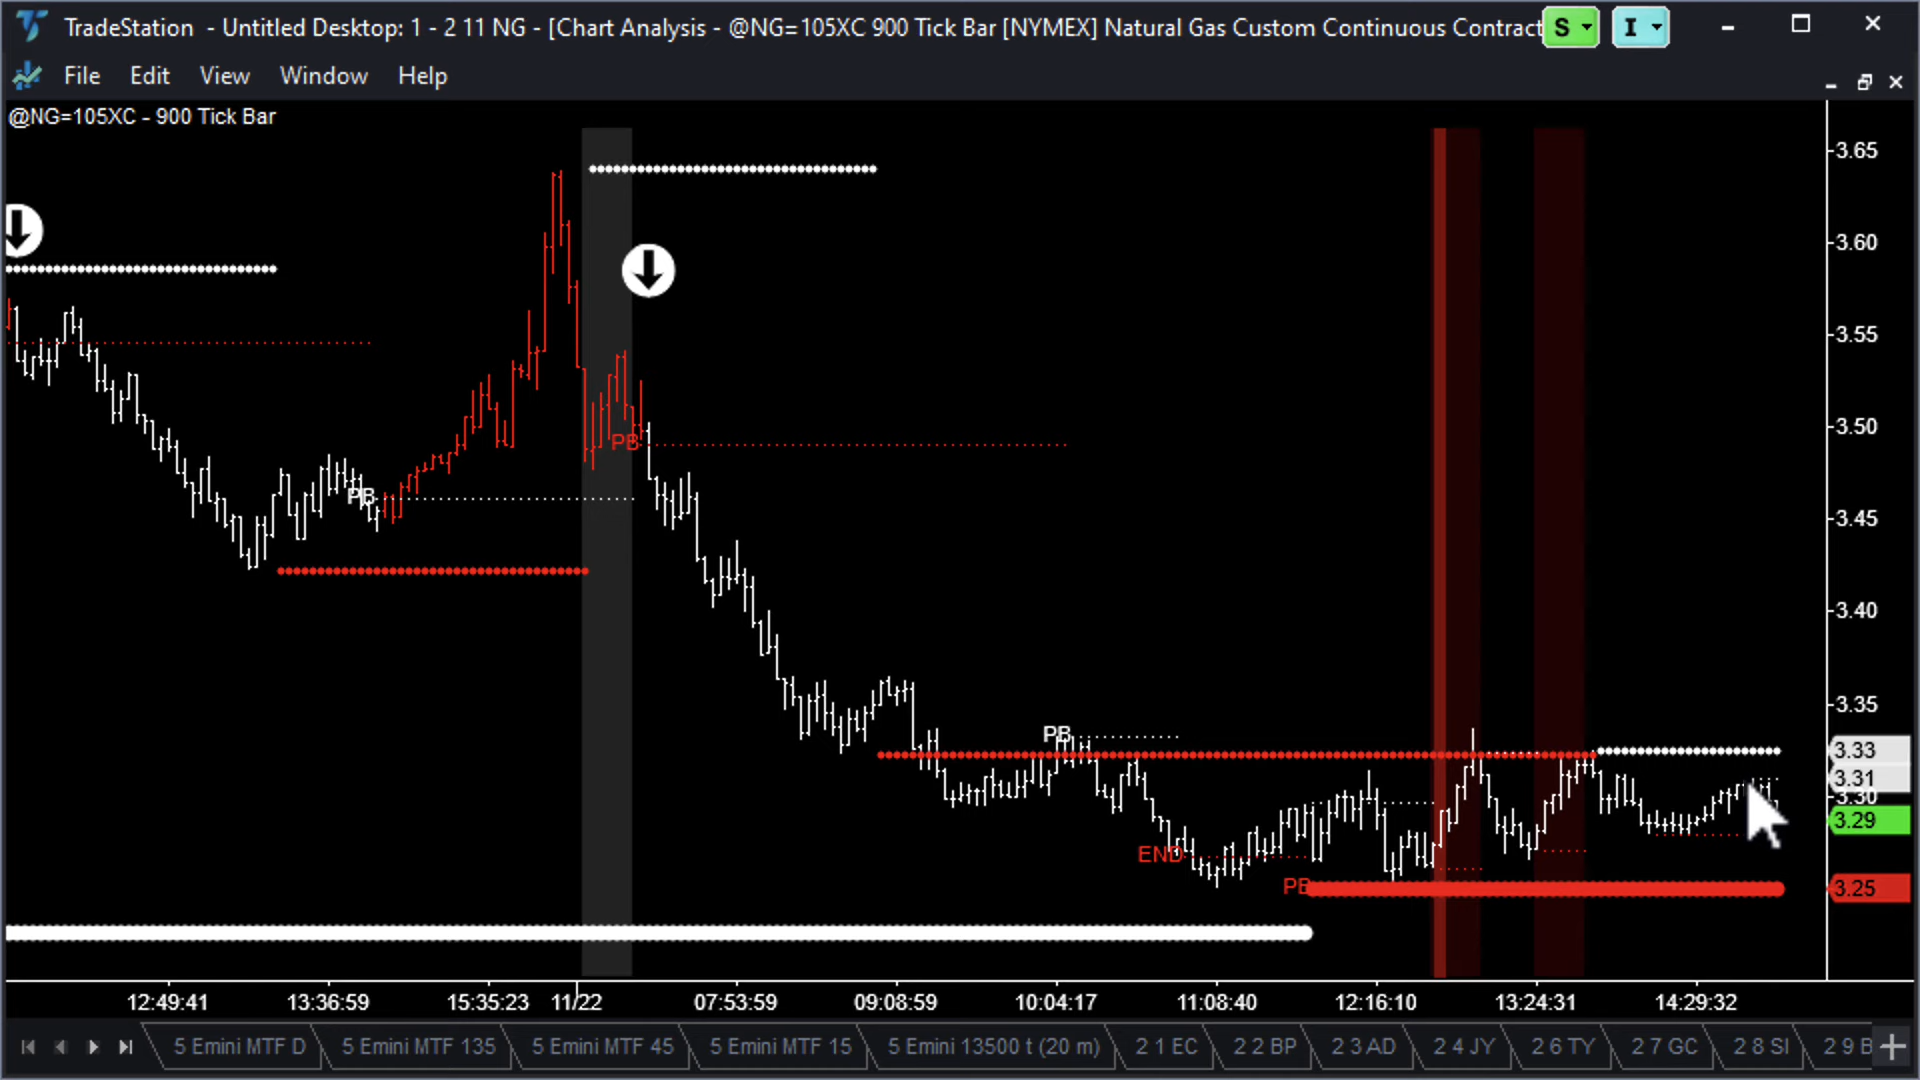 TradeStation - Untitled Desktop: 1 - 2 11 NG - [Chart Analysis - @NG=105XC 900 Tick Bar [NYMEX] Natural Gas Custom Continuous Contract
S I
File Edit View Window Help
@NG=105XC - 900 Tick Bar
3.65
3.60
3.55
3.50
PB
PB
3.45
3.40
3.35
PB
3.33
3.31
3.30
3.29
END
PB
3.25
12:49:41 13:36:59 15:35:23 11/22 07:53:59 09:08:59 10:04:17 11:08:40 12:16:10 13:24:31 14:29:32
5 Emini MTF D 5 Emini MTF 135 5 Emini MTF 45 5 Emini MTF 15 5 Emini 13500 t (20 m) 2 1 EC 2 2 BP 2 3 AD 2 4 JY 2 6 TY 2 7 GC 2 8 SI 2 9 B